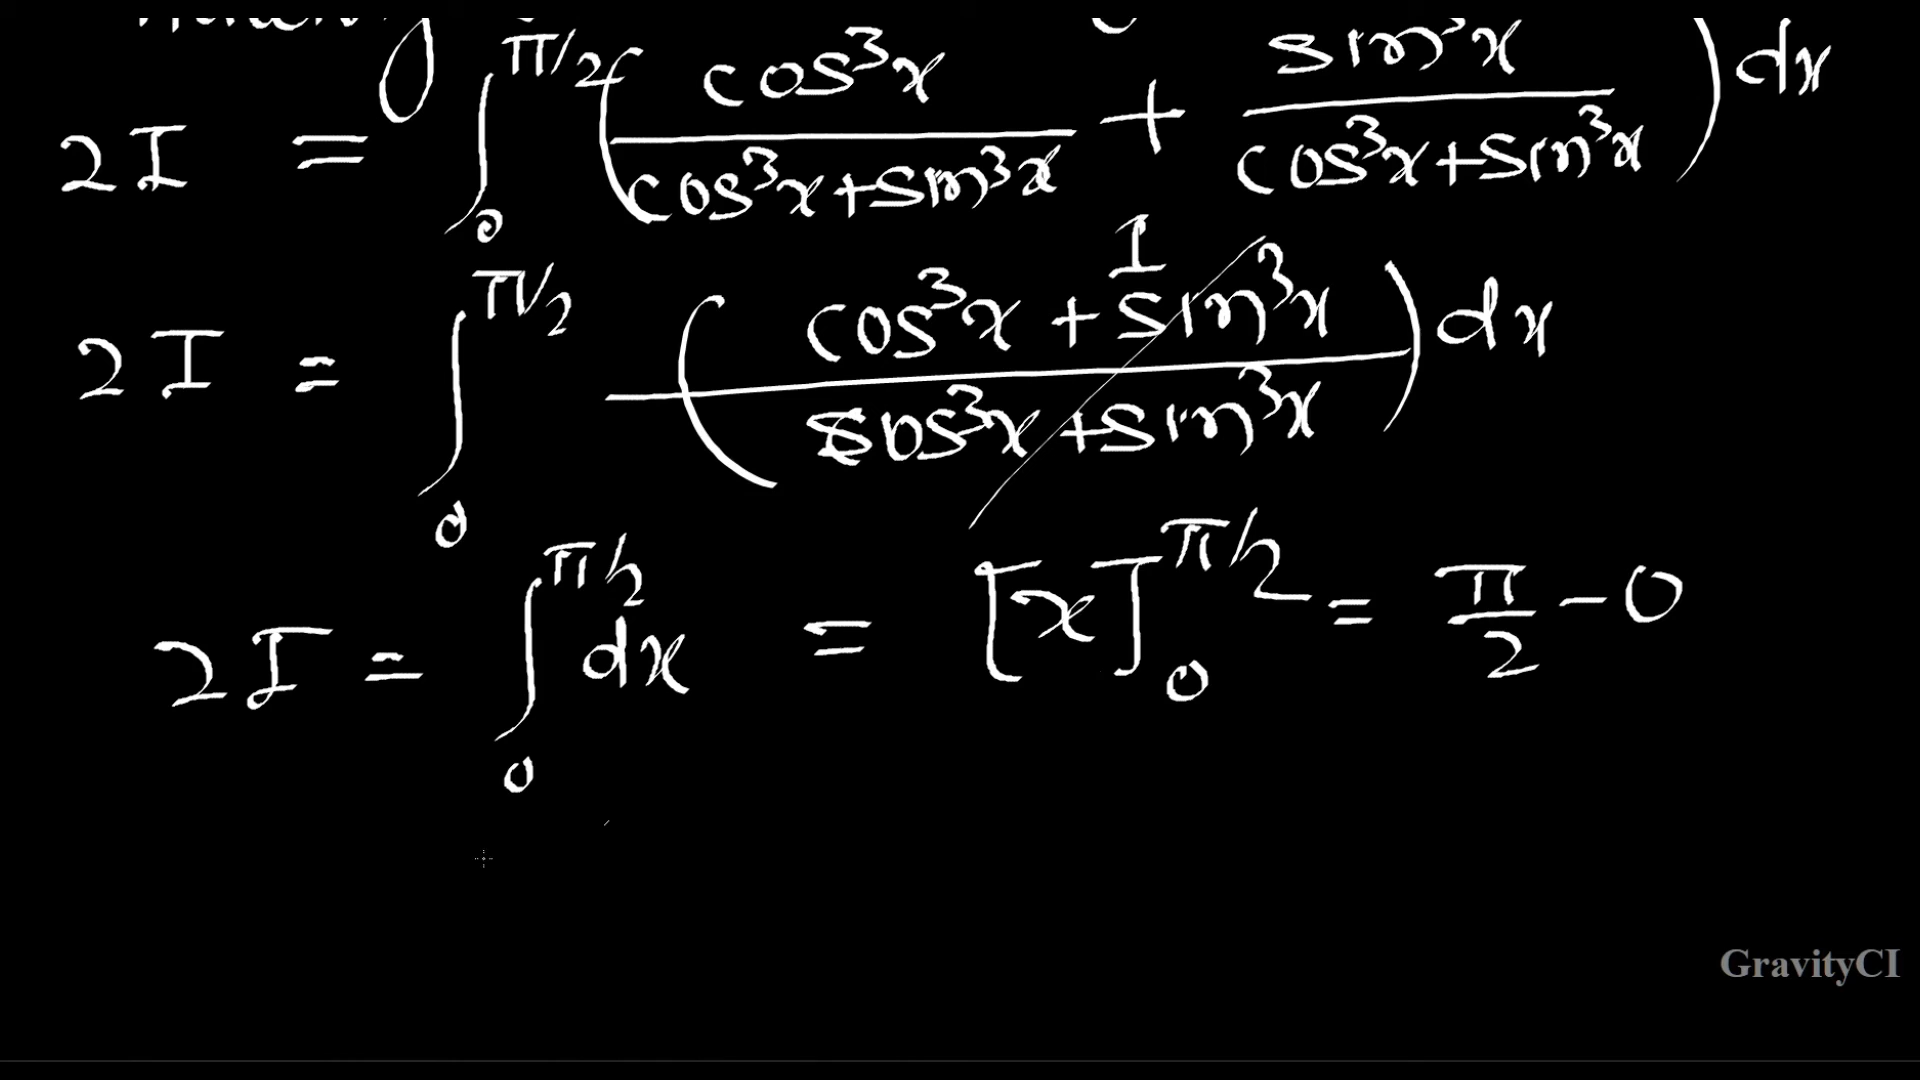 2I = ∫₀^π/2 (cos³x / cos³x+sin³x + sin³x / cos³x+sin³x) dx
2I = ∫₀^π/2 (cos³x + sin³x / cos³x+sin³x) dx
1
2I = ∫₀^π/2 dx = [x]₀^π/2 = π/2 - 0
GravityCI